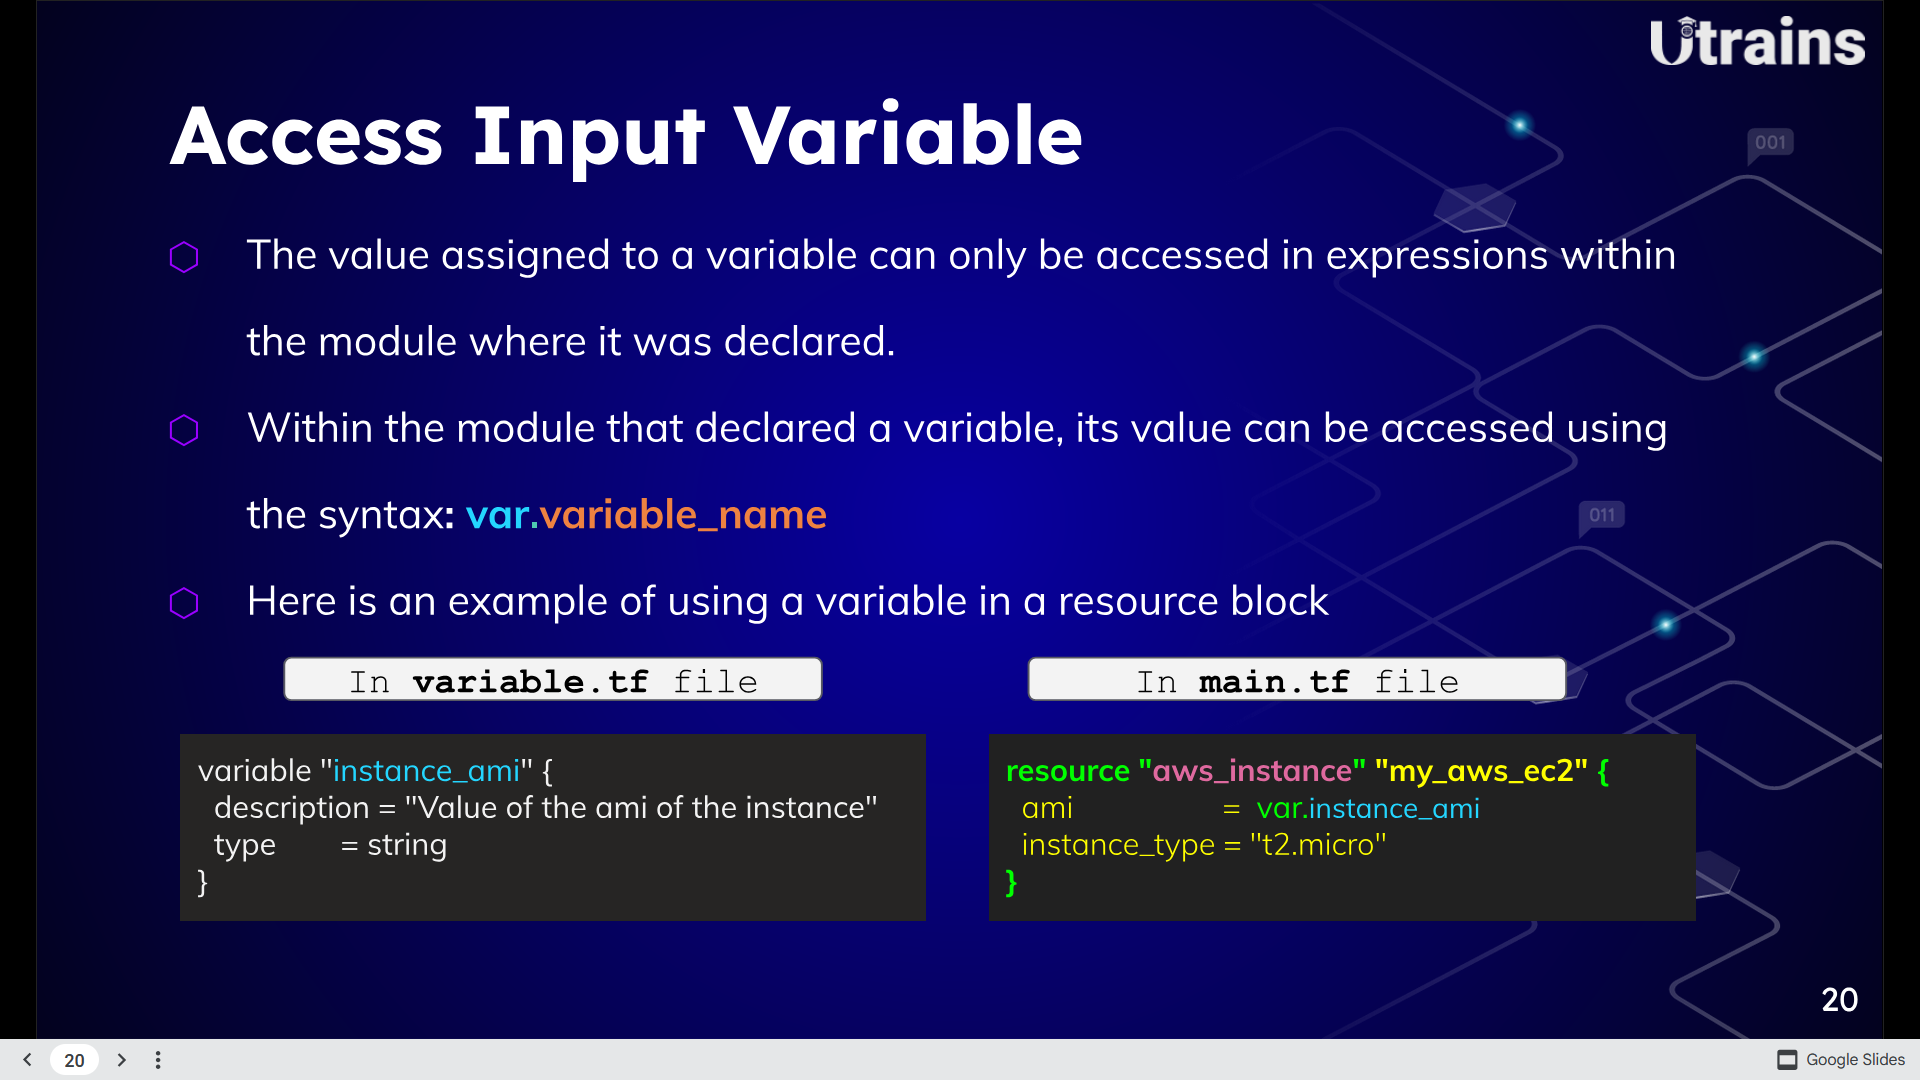 Utrains
Access Input Variable
001
The value assigned to a variable can only be accessed in expressions within
the module where it was declared.
Within the module that declared a variable, its value can be accessed using
the syntax: var.variable_name
011
Here is an example of using a variable in a resource block
In variable.tf file
variable "instance_ami" {
  description = "Value of the ami of the instance"
  type        = string
}
In main.tf file
resource "aws_instance" "my_aws_ec2" {
  ami           = var.instance_ami
  instance_type = "t2.micro"
}
20
20
Google Slides